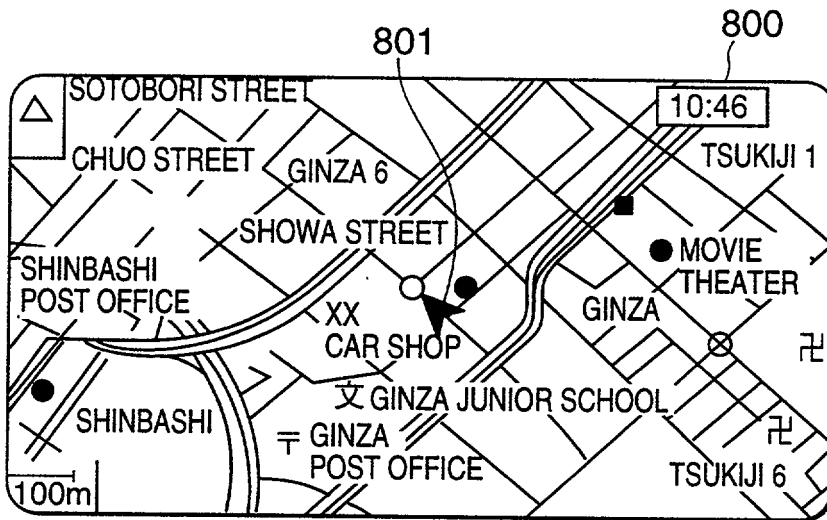 801
800
SOTOBORI STREET
10:46
CHUO STREET
GINZA 6
TSUKIJI 1
SHOWA STREET
MOVIE
THEATER
SHINBASHI
POST OFFICE
XX
CAR SHOP
GINZA
卍
文 GINZA JUNIOR SCHOOL
SHINBASHI
〒 GINZA
POST OFFICE
卍
TSUKIJI 6
100m